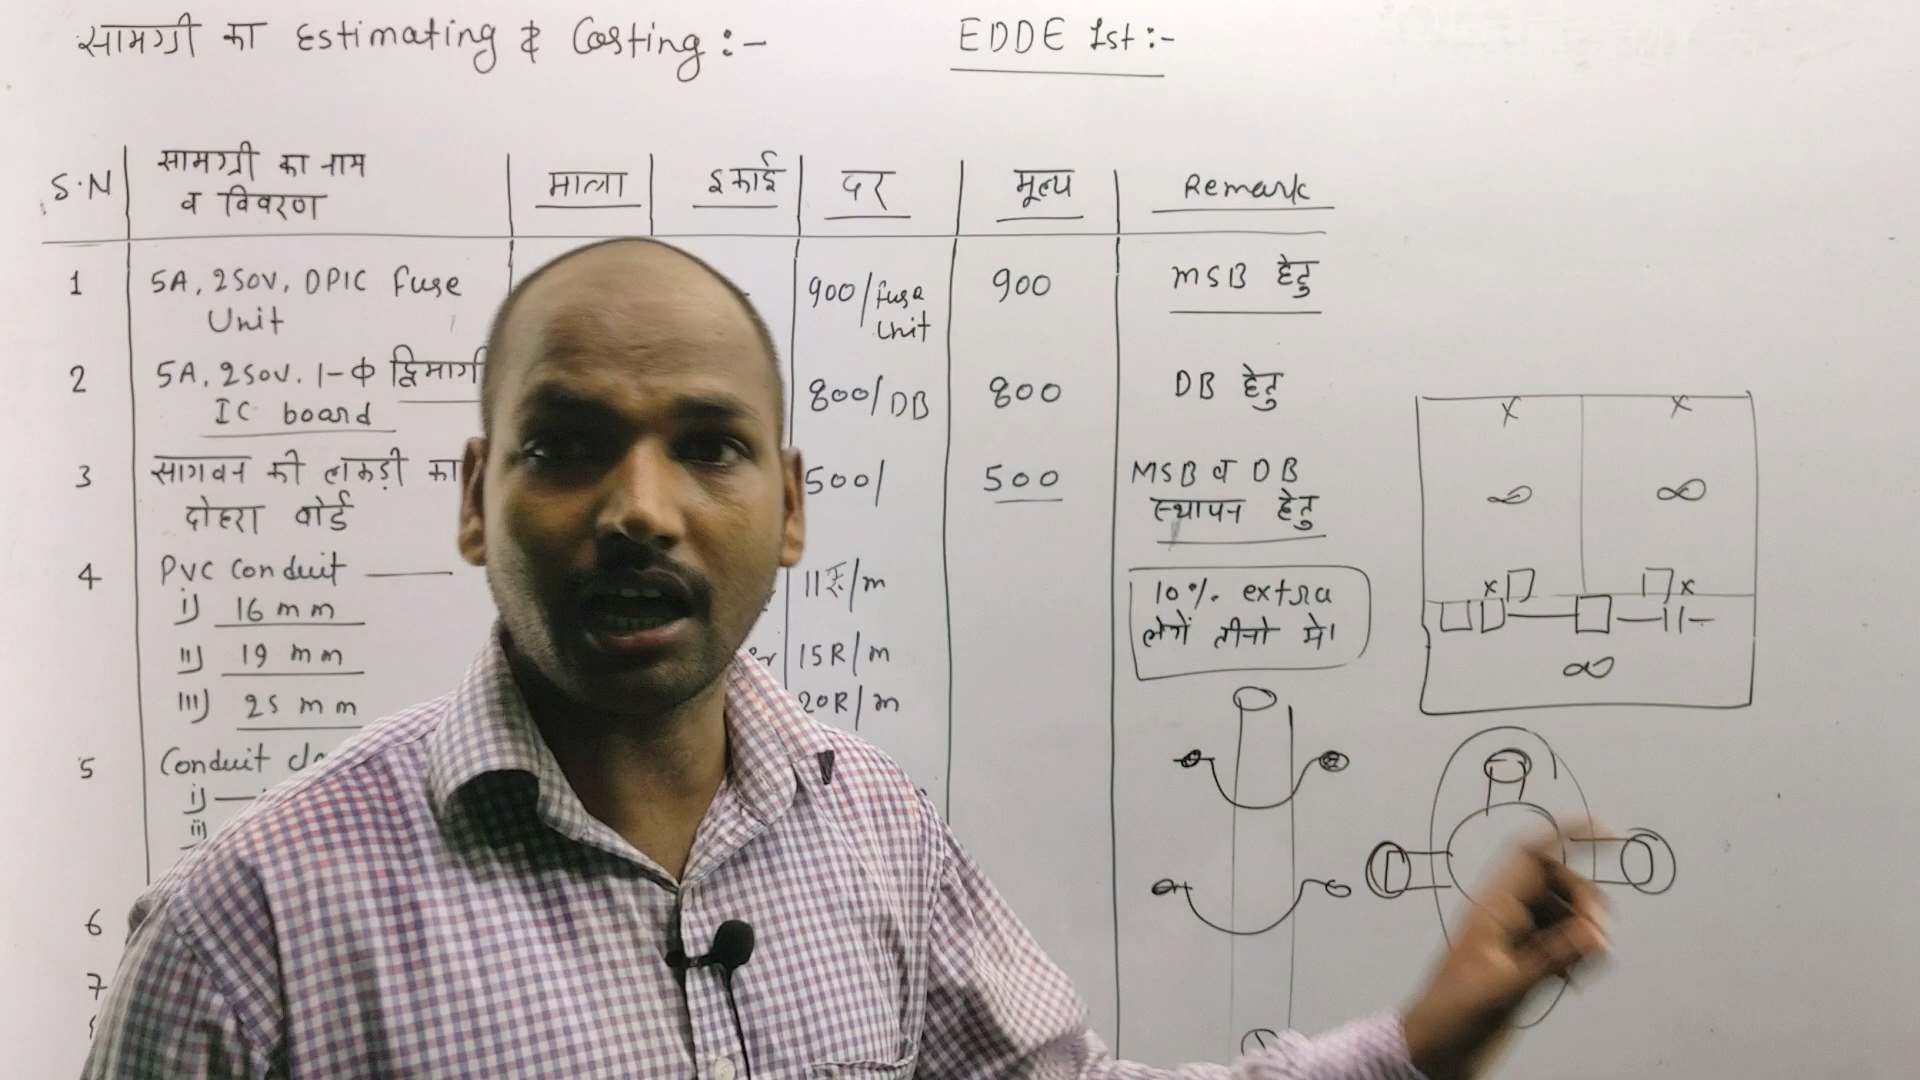 सामग्री का Estimating & Costing :-
EDDE 1st :-
S.N सामग्री का नाम व विवरण मात्रा इकाई दर मूल्य Remark
1 5A, 250V, DPIC fuse Unit 900/fuse Unit 900 MSB हेतु
2 5A, 250V. 1-Φ द्विमार्गी IC board 800/DB 800 DB हेतु
3 सागवन की लकड़ी का दोहरा बोर्ड 500/ 500 MSB व DB स्थापन हेतु
4 PVC Conduit 11रु/m 10% extra लेंगें तीनो मे।
i) 16 mm
ii) 19 mm 15R/m
iii) 25 mm 20R/m
5 Conduit
i)
ii)
6
7